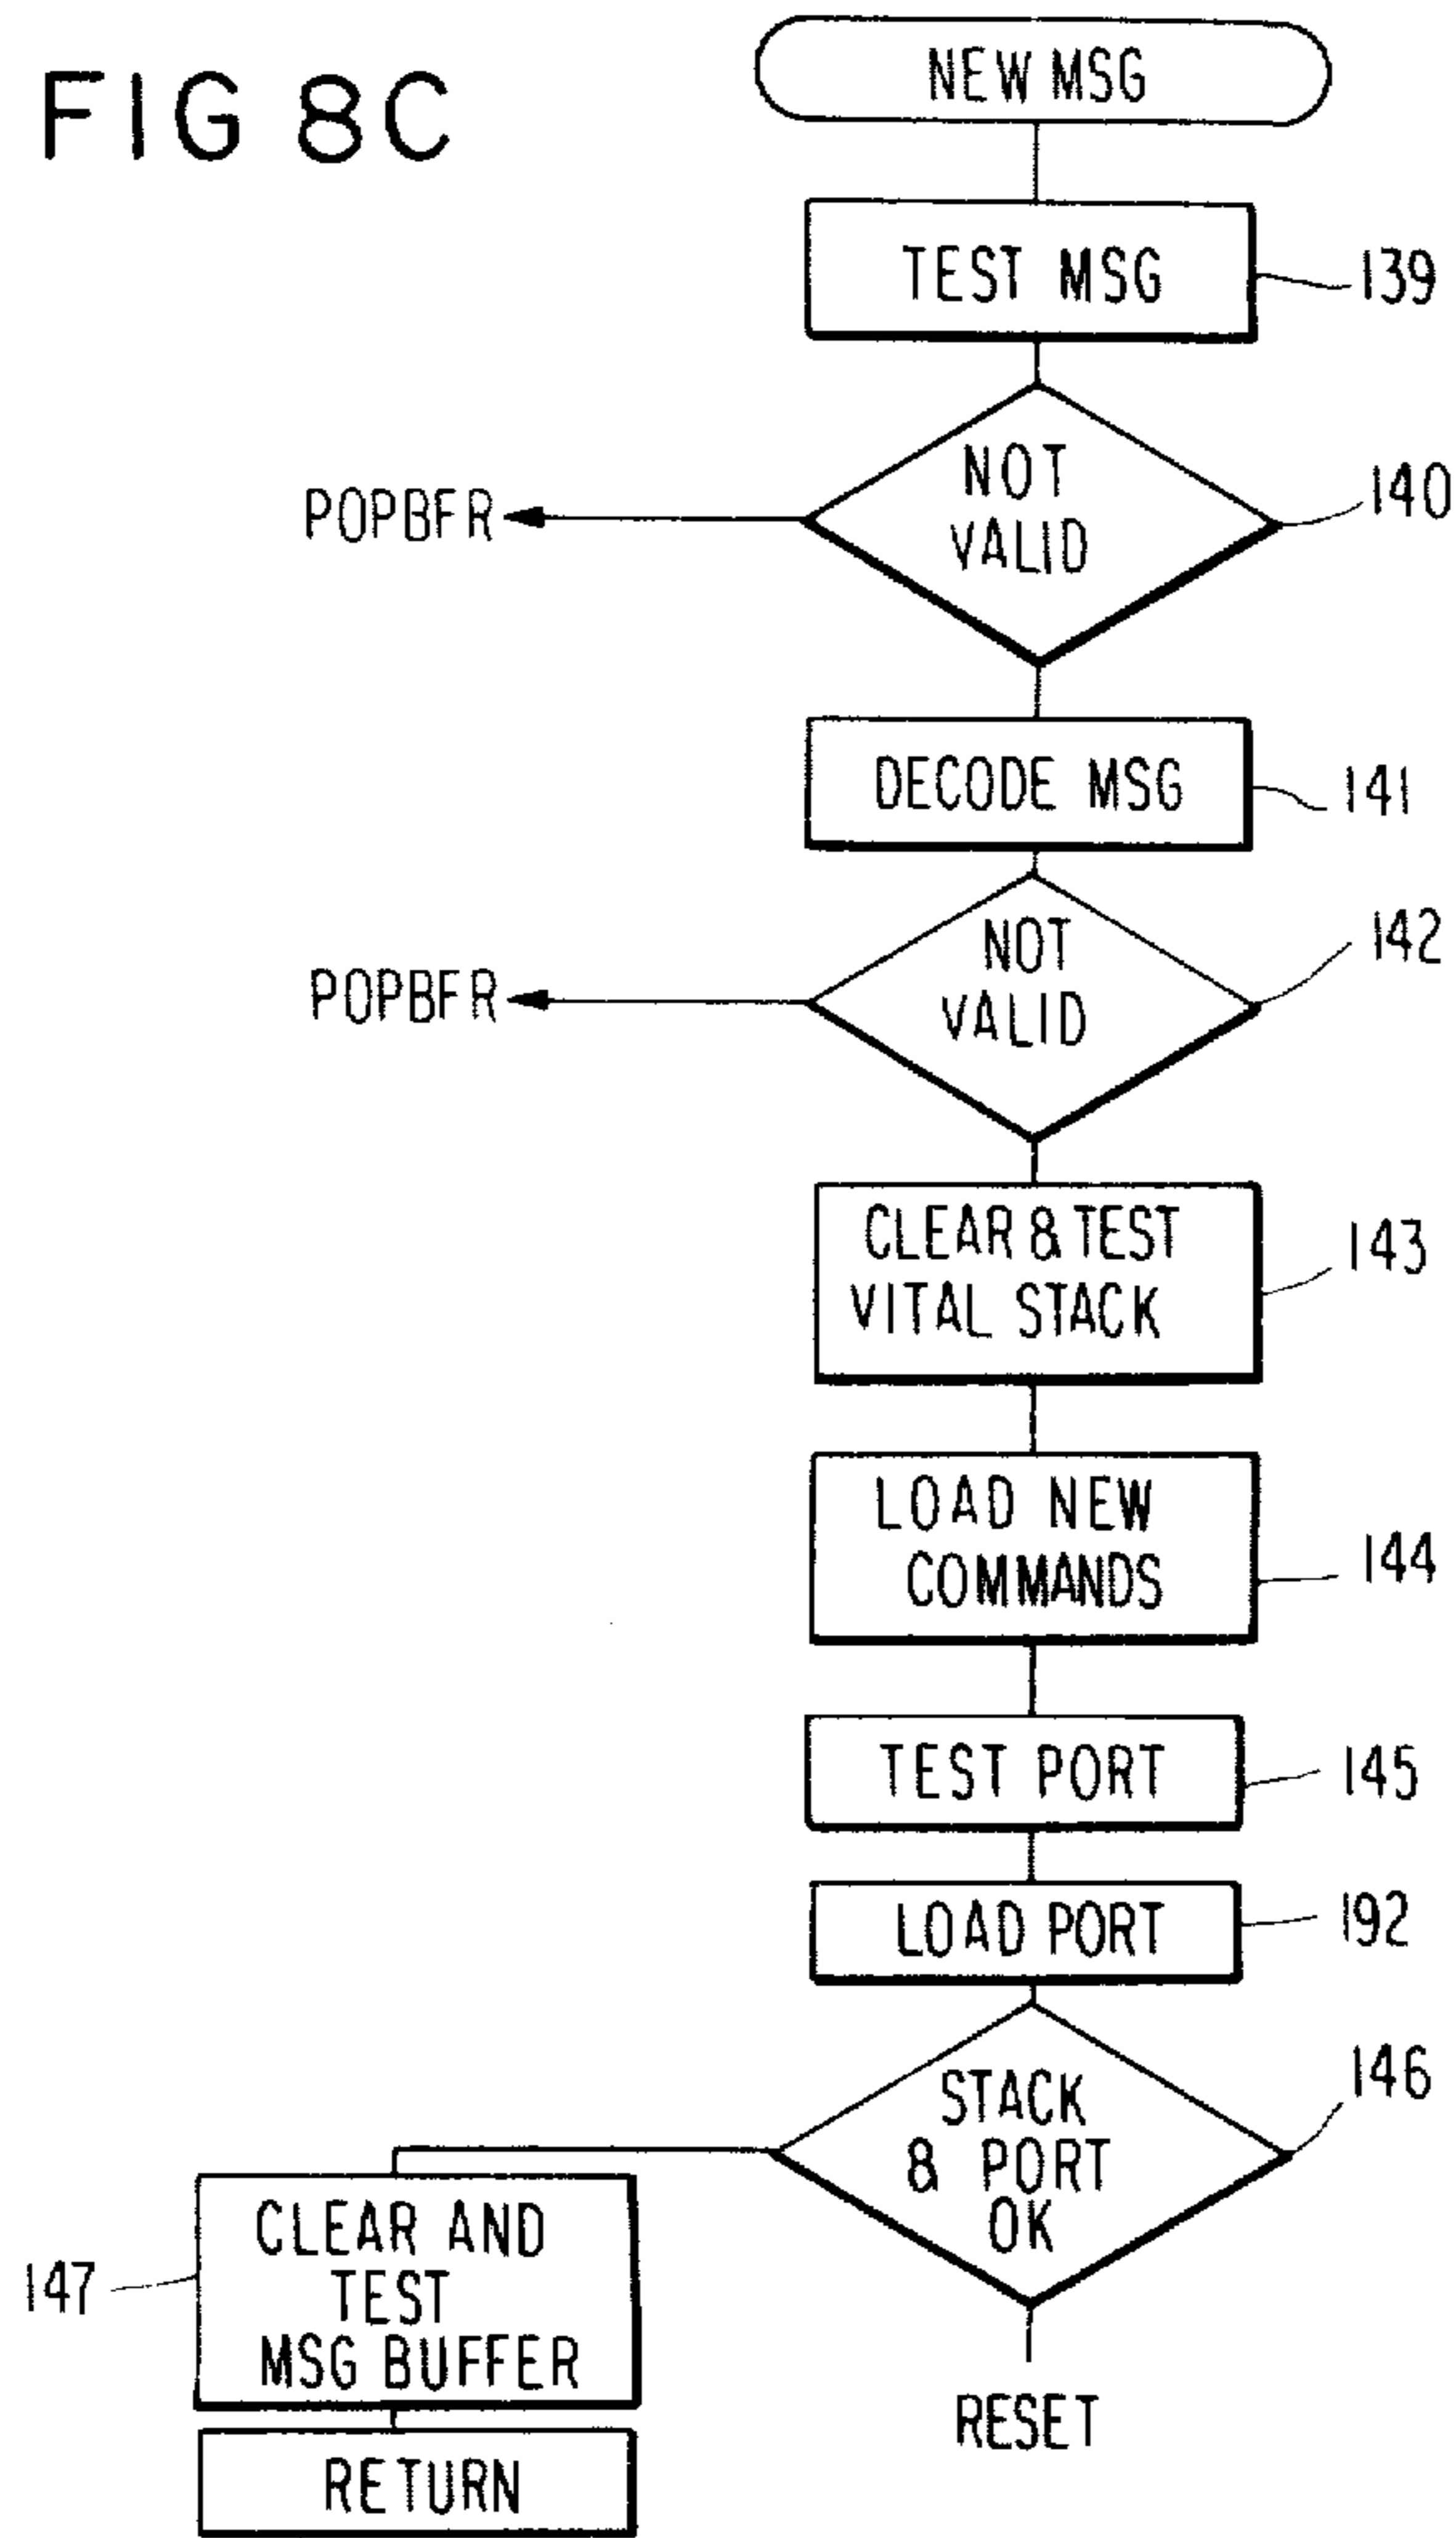 FIG 8C
NEW MSG
TEST MSG
139
NOT
VALID
140
POPBFR
DECODE MSG
141
NOT
VALID
142
POPBFR
CLEAR & TEST
VITAL STACK
143
LOAD NEW
COMMANDS
144
TEST PORT
145
LOAD PORT
192
STACK
& PORT
OK
146
CLEAR AND
TEST
MSG BUFFER
147
RESET
RETURN